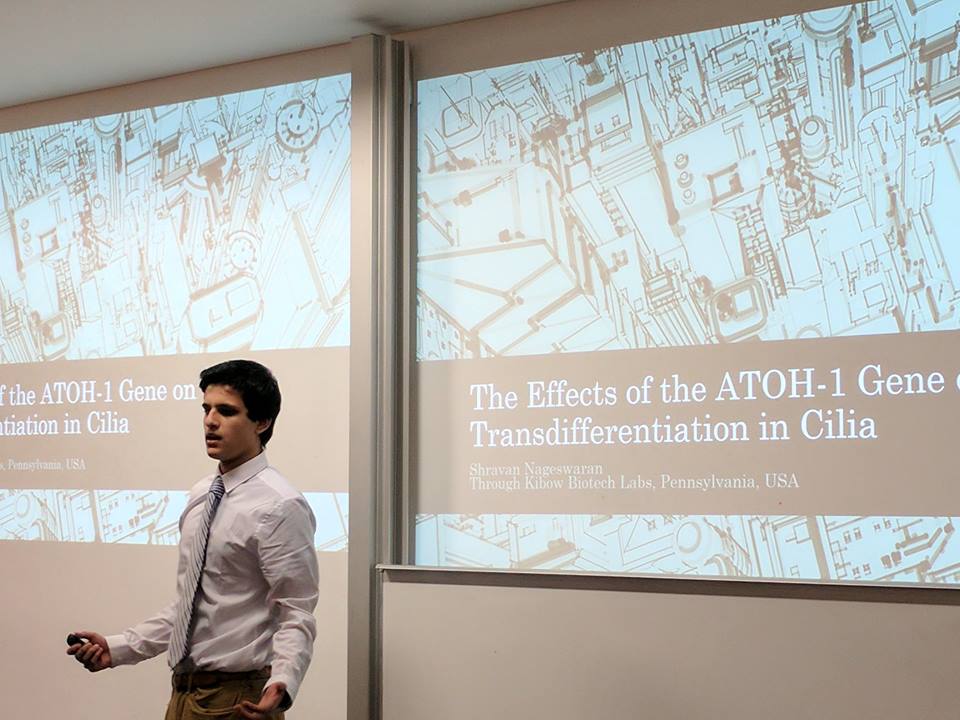 f the ATOH-1 Gene on
ntiation in Cilia
s, Pennsylvania, USA
The Effects of the ATOH-1 Gene
Transdifferentiation in Cilia
Shravan Nageswaran
Through Kibow Biotech Labs, Pennsylvania, USA